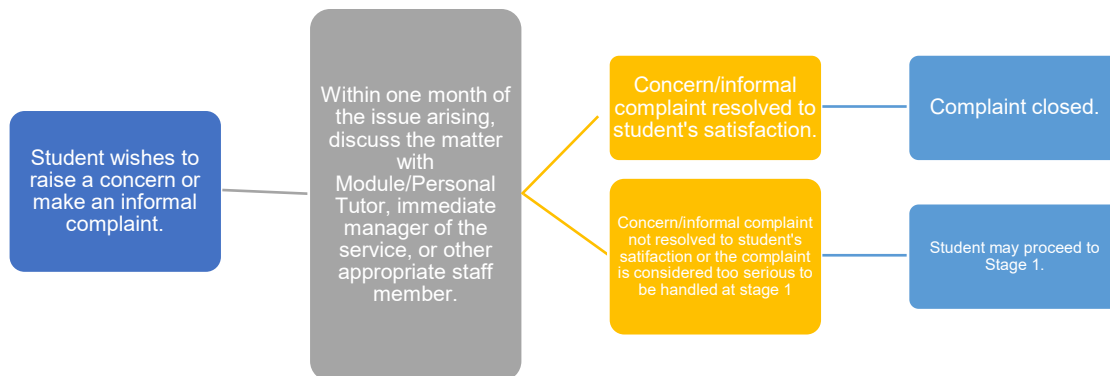 Student wishes to
raise a concern or
make an informal
complaint.
Within one month of
the issue arising,
discuss the matter
with
Module/Personal
Tutor, immediate
manager of the
service, or other
appropriate staff
member.
Concern/informal
complaint resolved to
student's satisfaction.
Complaint closed.
Concern/informal complaint
not resolved to student's
satifaction or the complaint
is considered too serious to
be handled at stage 1
Student may proceed to
Stage 1.